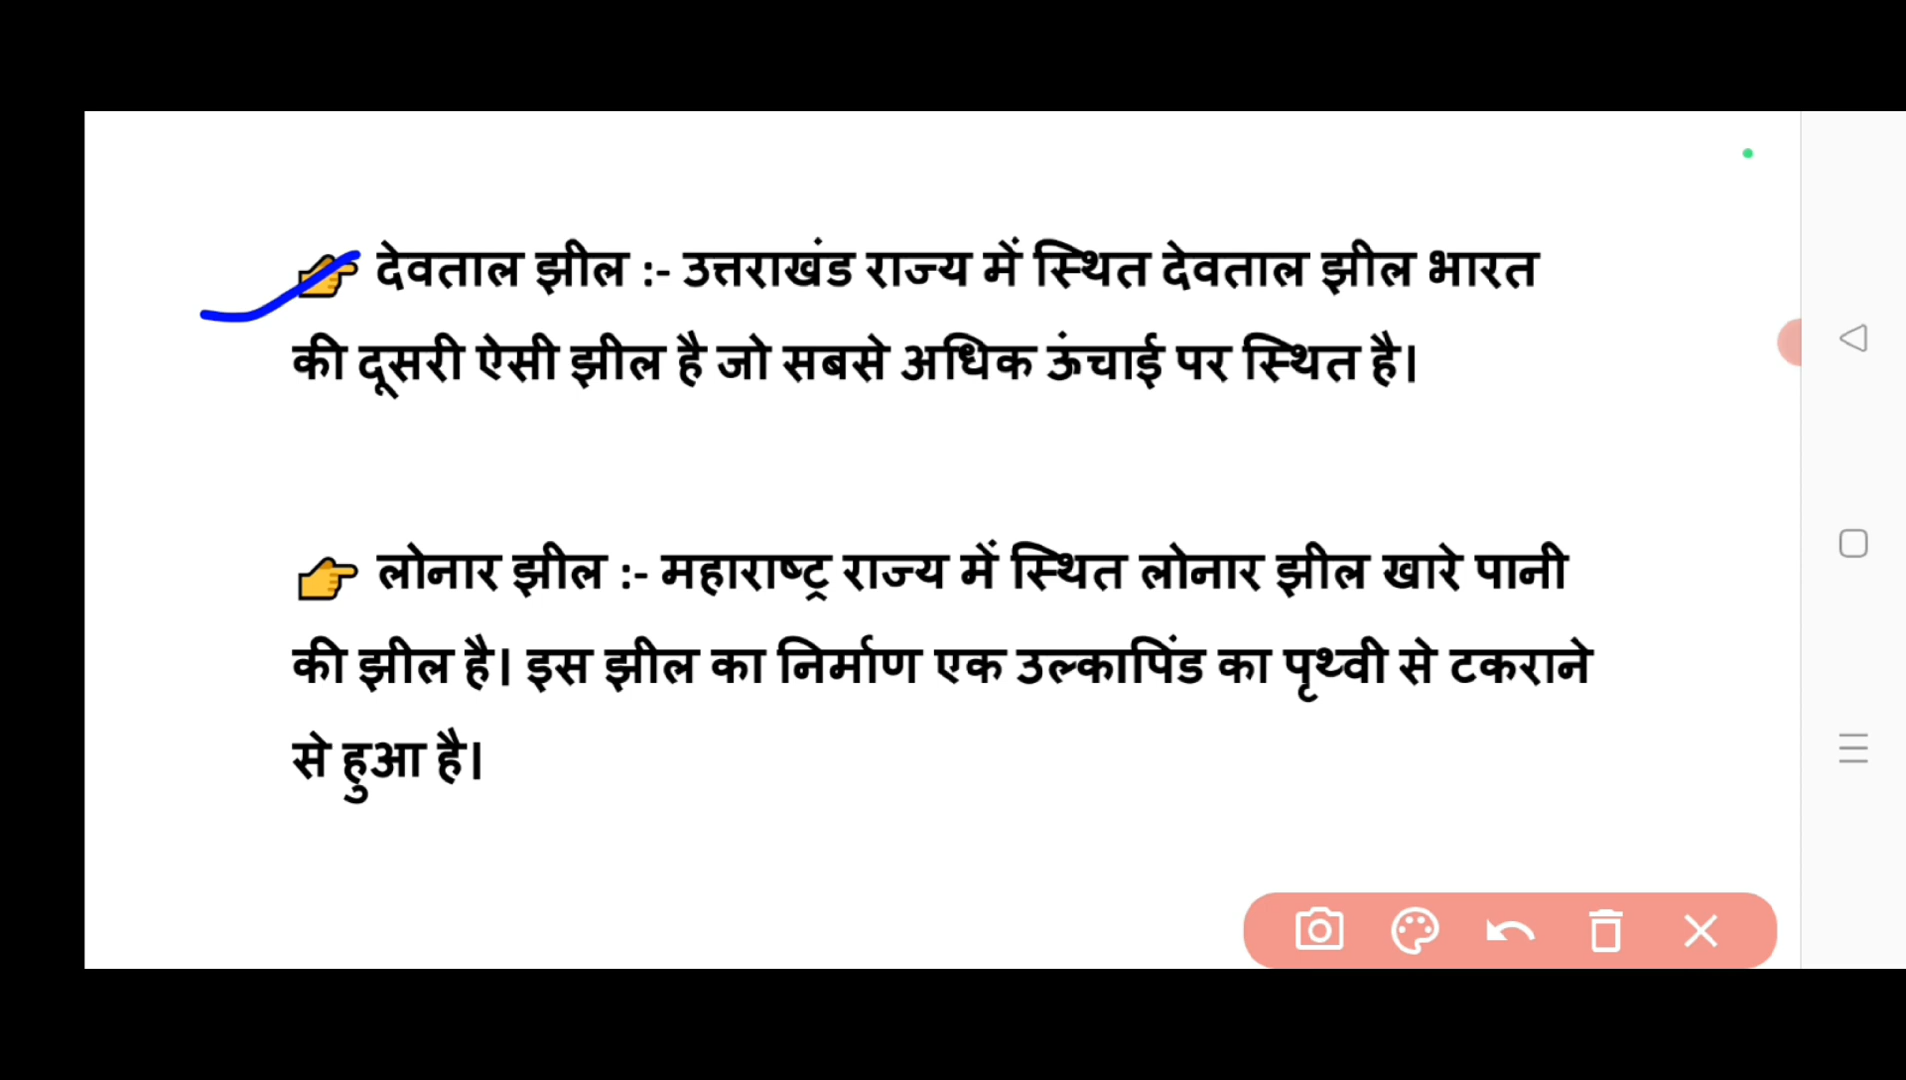 👉 देवताल झील :- उत्तराखंड राज्य में स्थित देवताल झील भारत
की दूसरी ऐसी झील है जो सबसे अधिक ऊंचाई पर स्थित है।
👉 लोनार झील :- महाराष्ट्र राज्य में स्थित लोनार झील खारे पानी
की झील है। इस झील का निर्माण एक उल्कापिंड का पृथ्वी से टकराने
से हुआ है।